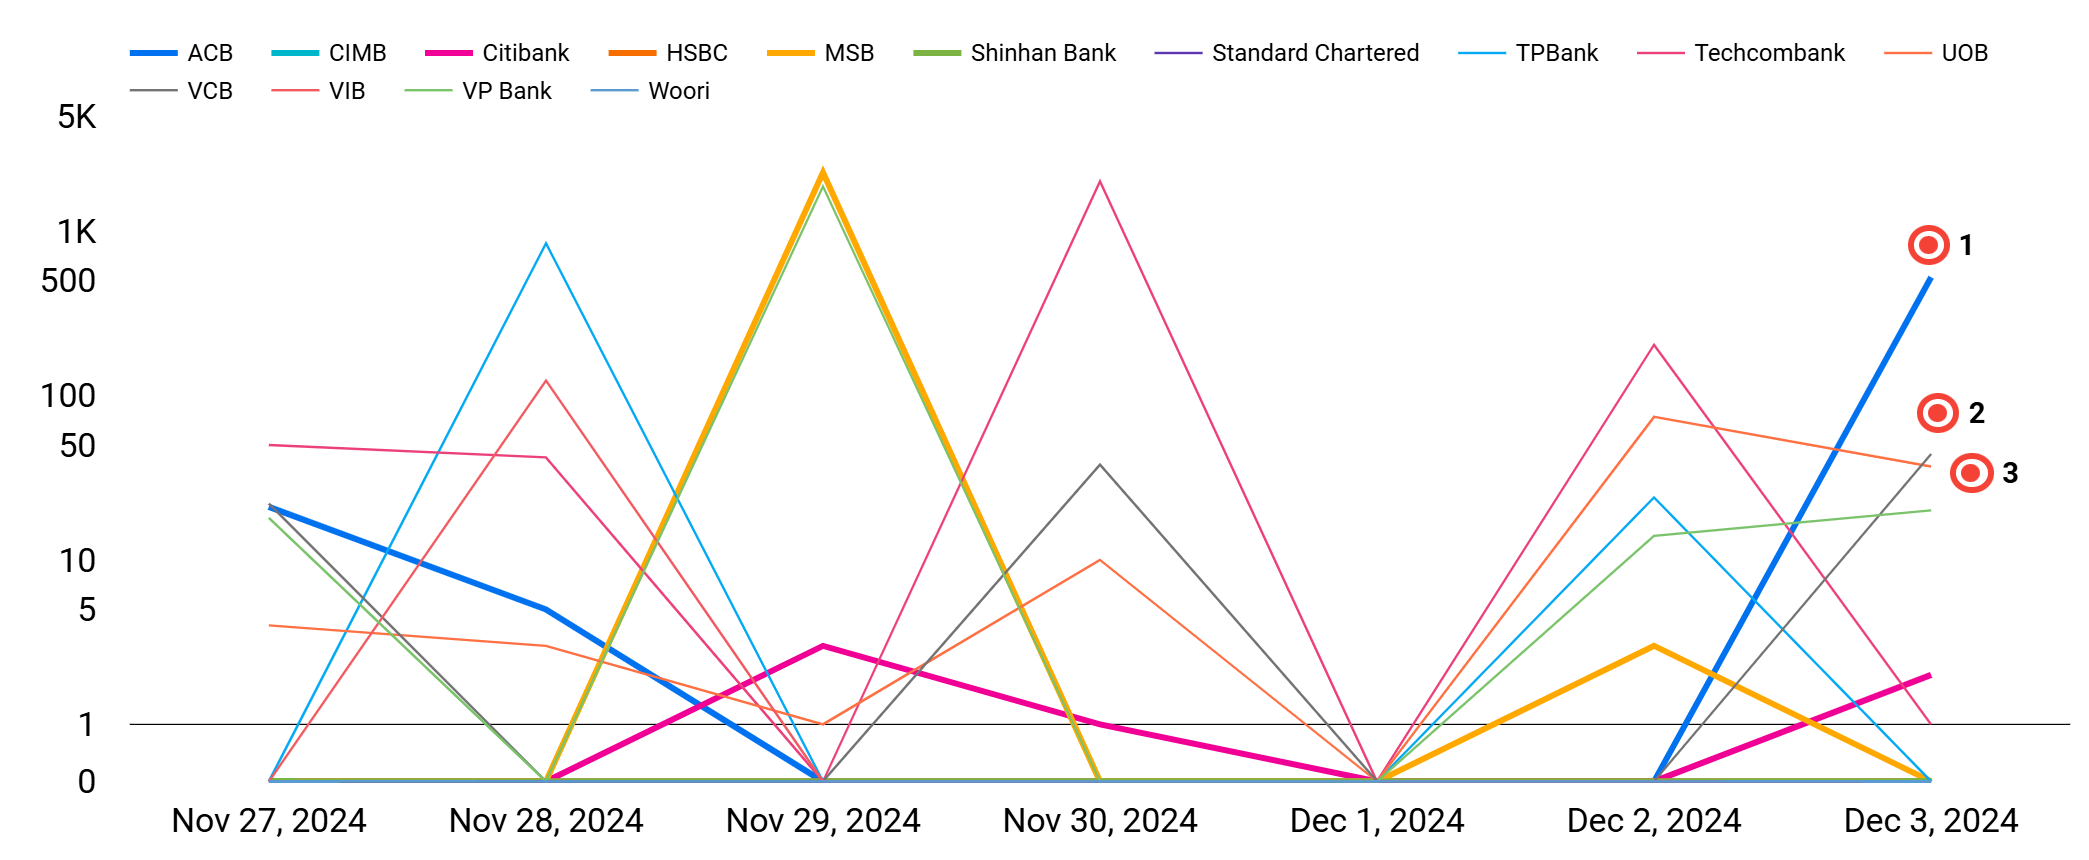 ACB CIMB Citibank HSBC MSB Shinhan Bank Standard Chartered TPBank Techcombank UOB
VCB VIB VP Bank Woori
5K
1K
500
100
50
10
5
1
0
1
2
3
Nov 27, 2024 Nov 28, 2024 Nov 29, 2024 Nov 30, 2024 Dec 1, 2024 Dec 2, 2024 Dec 3, 2024